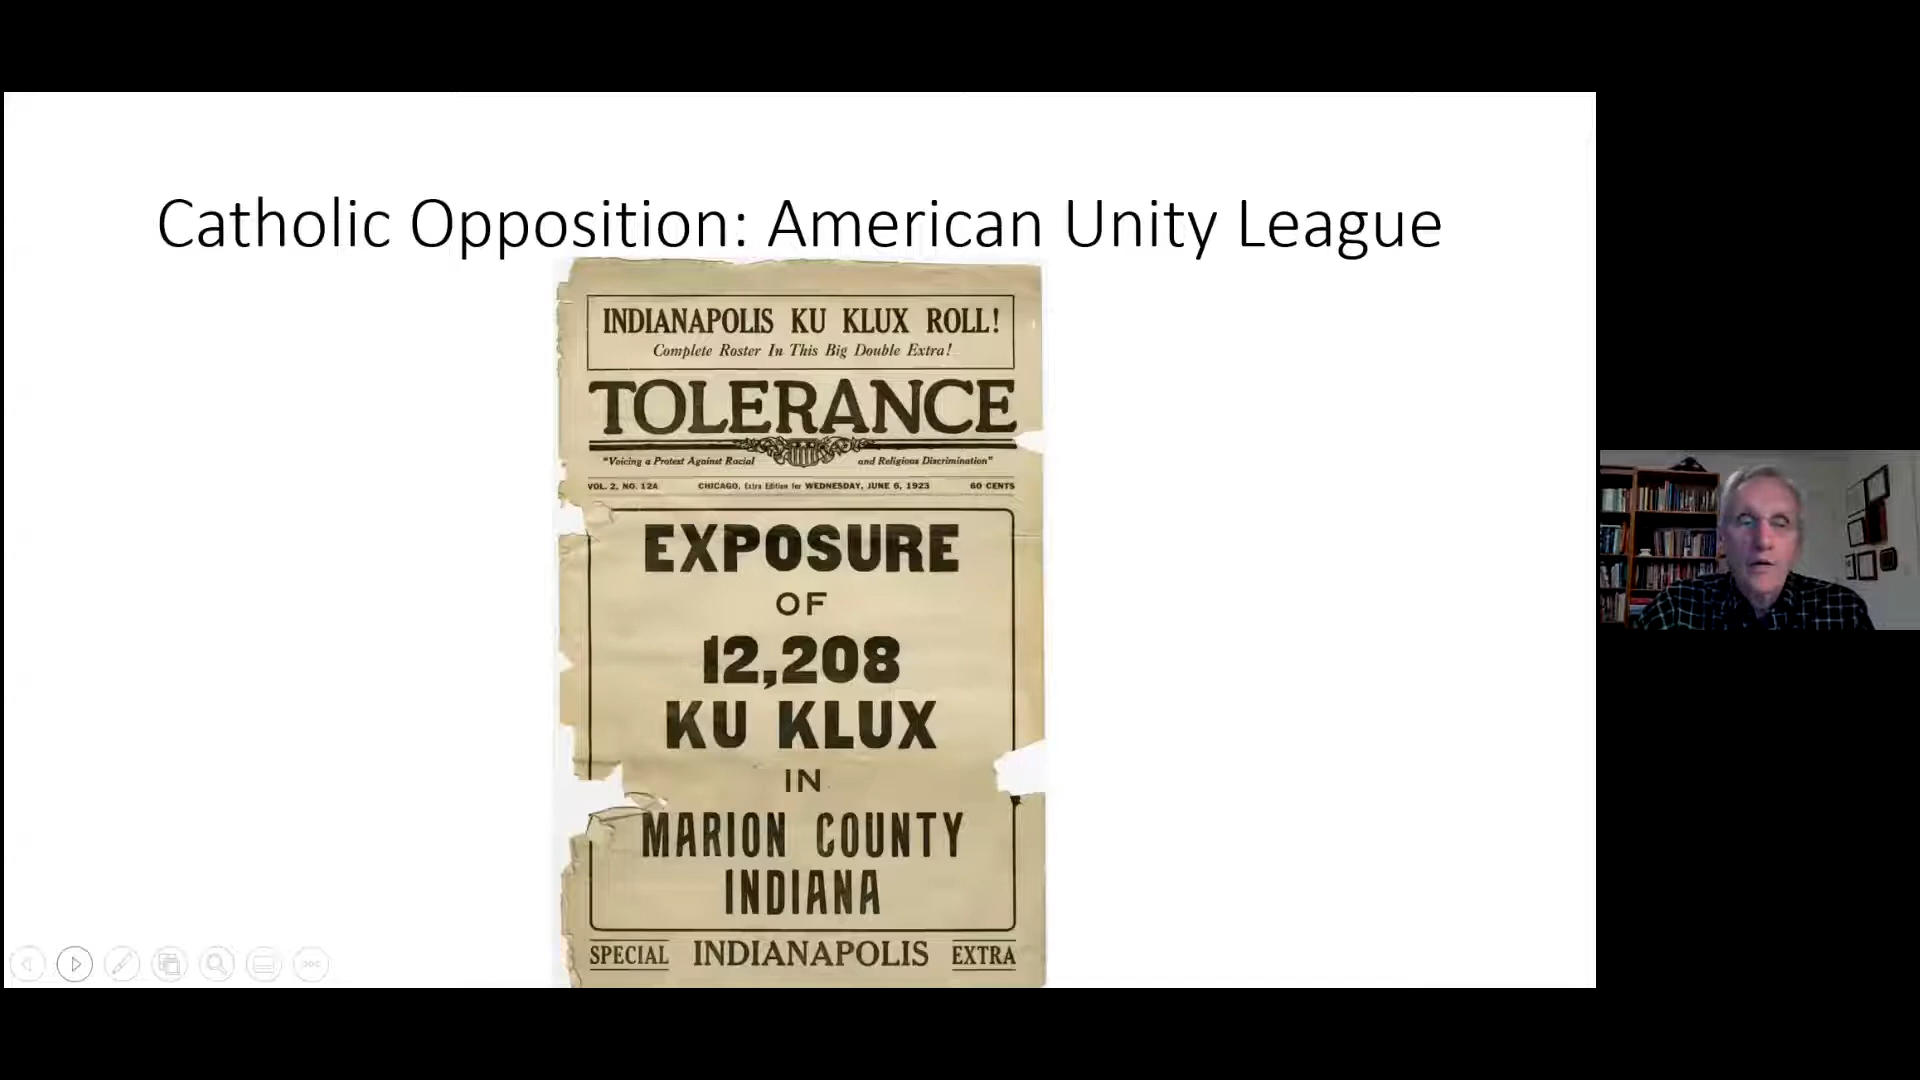 Catholic Opposition: American Unity League
INDIANAPOLIS KU KLUX ROLL!
Complete Roster In This Big Double Extra!
TOLERANCE
"Voicing a Protest Against Racial and Religious Discrimination"
VOL. 2, NO. 12A CHICAGO, Extra Edition for WEDNESDAY, JUNE 6, 1923 60 CENTS
EXPOSURE
OF
12,208
KU KLUX
IN
MARION COUNTY
INDIANA
SPECIAL INDIANAPOLIS EXTRA